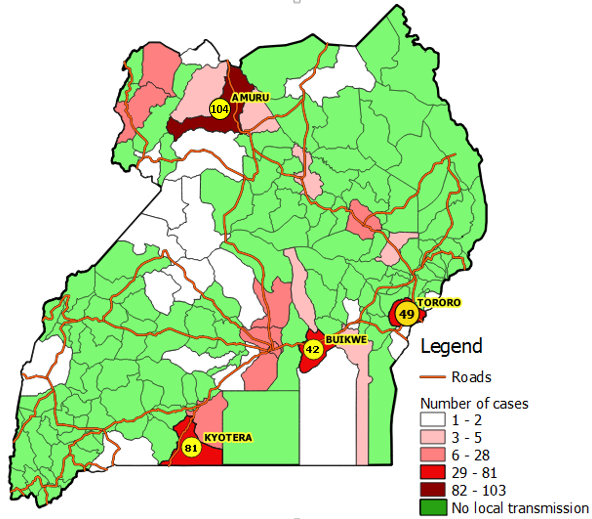 AMURU
104
TORORO
49
BUIKWE
42
Legend
Roads
KYOTERA
81
Number of cases
1 - 2
3 - 5
6 - 28
29 - 81
82 - 103
No local transmission